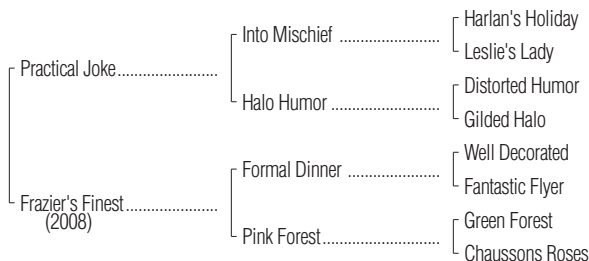 Harlan's Holiday
Into Mischief ........................
Leslie's Lady
Practical Joke........................
Distorted Humor
Halo Humor ..........................
Gilded Halo
Well Decorated
Formal Dinner ......................
Fantastic Flyer
Frazier's Finest......................
(2008)
Green Forest
Pink Forest............................
Chaussons Roses